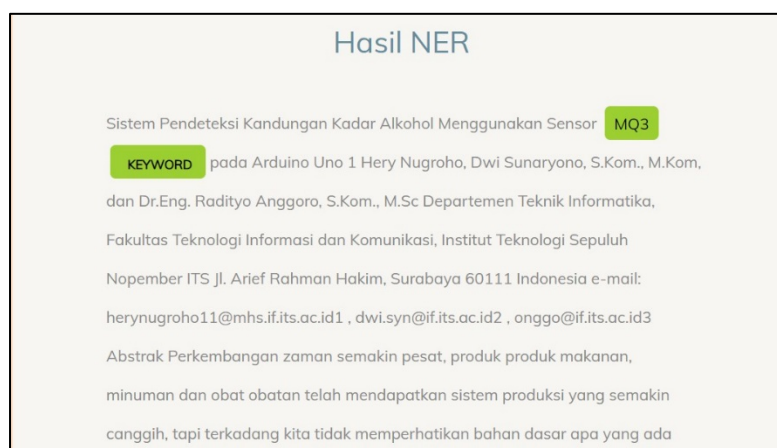 Hasil NER
Sistem Pendeteksi Kandungan Kadar Alkohol Menggunakan Sensor MQ3
KEYWORD pada Arduino Uno 1 Hery Nugroho, Dwi Sunaryono, S.Kom., M.Kom,
dan Dr.Eng. Radityo Anggoro, S.Kom., M.Sc Departemen Teknik Informatika,
Fakultas Teknologi Informasi dan Komunikasi, Institut Teknologi Sepuluh
Nopember ITS Jl. Arief Rahman Hakim, Surabaya 60111 Indonesia e-mail:
herynugroho11@mhs.if.its.ac.id1 , dwi.syn@if.its.ac.id2 , onggo@if.its.ac.id3
Abstrak Perkembangan zaman semakin pesat, produk produk makanan,
minuman dan obat obatan telah mendapatkan sistem produksi yang semakin
canggih, tapi terkadang kita tidak memperhatikan bahan dasar apa yang ada